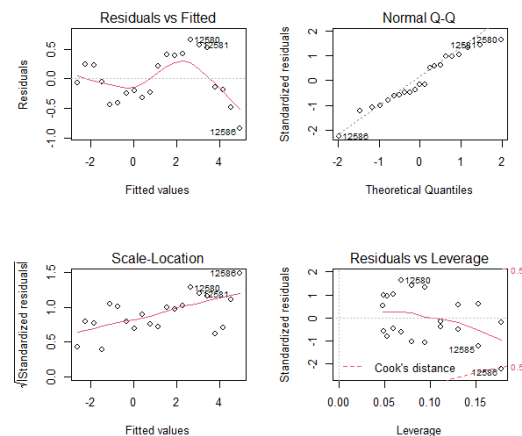 Residuals vs Fitted
Residuals
-1.0 -0.5 0.0 0.5
12580
12581
12586
-2 0 2 4
Fitted values
Normal Q-Q
Standardized residuals
-2 -1 0 1 2
12580
12581
12586
-2 -1 0 1 2
Theoretical Quantiles
Scale-Location
√|Standardized residuals|
0.0 0.5 1.0 1.5
12586
12580
12581
-2 0 2 4
Fitted values
Residuals vs Leverage
Standardized residuals
-2 -1 0 1 2
12580
12585
12586
Cook's distance
0.5
0.5
0.00 0.05 0.10 0.15
Leverage